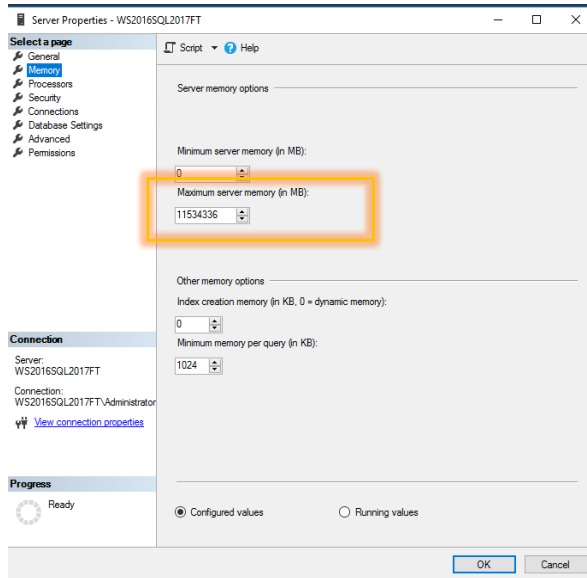 Server Properties - WS2016SQL2017FT
Select a page
General
Memory
Processors
Security
Connections
Database Settings
Advanced
Permissions
Script
Help
Server memory options
Minimum server memory (in MB):
0
Maximum server memory (in MB):
11534336
Other memory options
Index creation memory (in KB, 0 = dynamic memory):
0
Minimum memory per query (in KB):
1024
Connection
Server:
WS2016SQL2017FT
Connection:
WS2016SQL2017FT\Administrator
View connection properties
Progress
Ready
Configured values
Running values
OK
Cancel